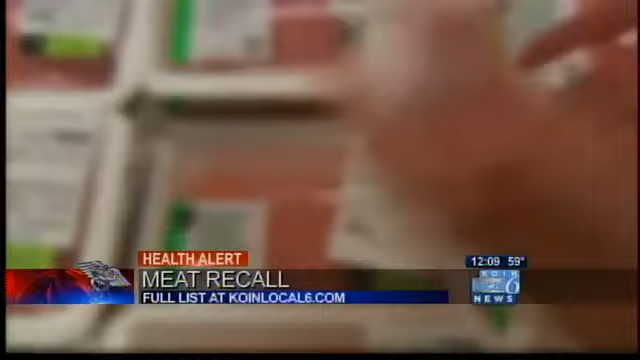 HEALTH ALERT
MEAT RECALL
FULL LIST AT KOINLOCAL6.COM
12:09 59°
KOIN
6
NEWS